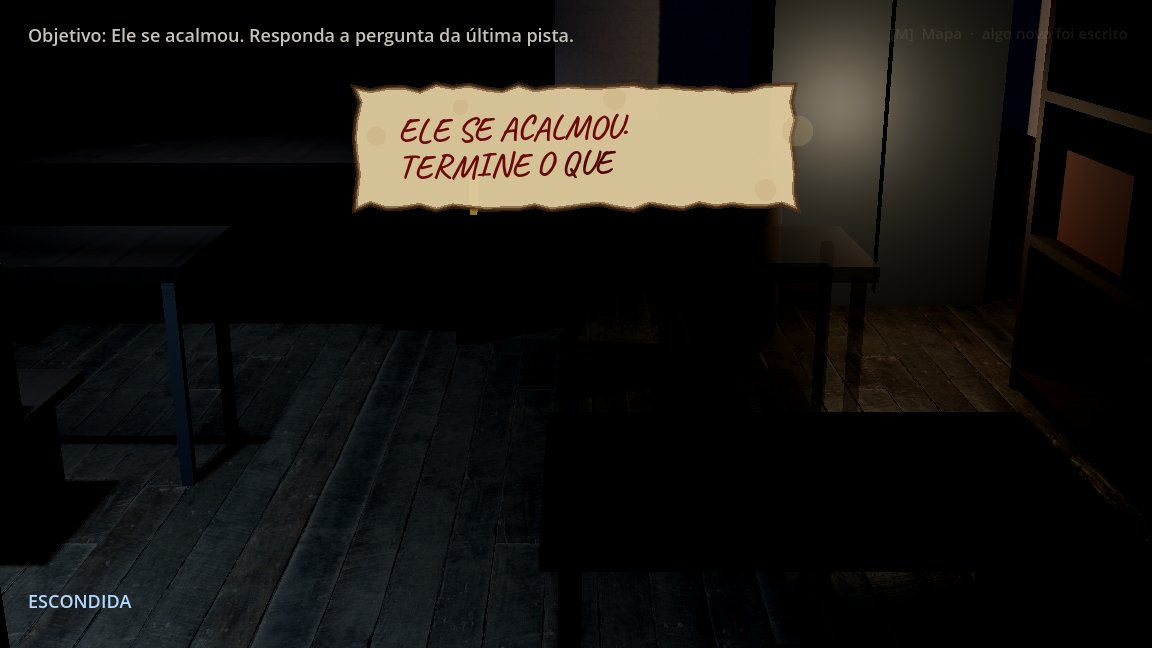 Objetivo: Ele se acalmou. Responda a pergunta da última pista.
[M] Mapa · algo novo foi escrito
ELE SE ACALMOU.
TERMINE O QUE
ESCONDIDA